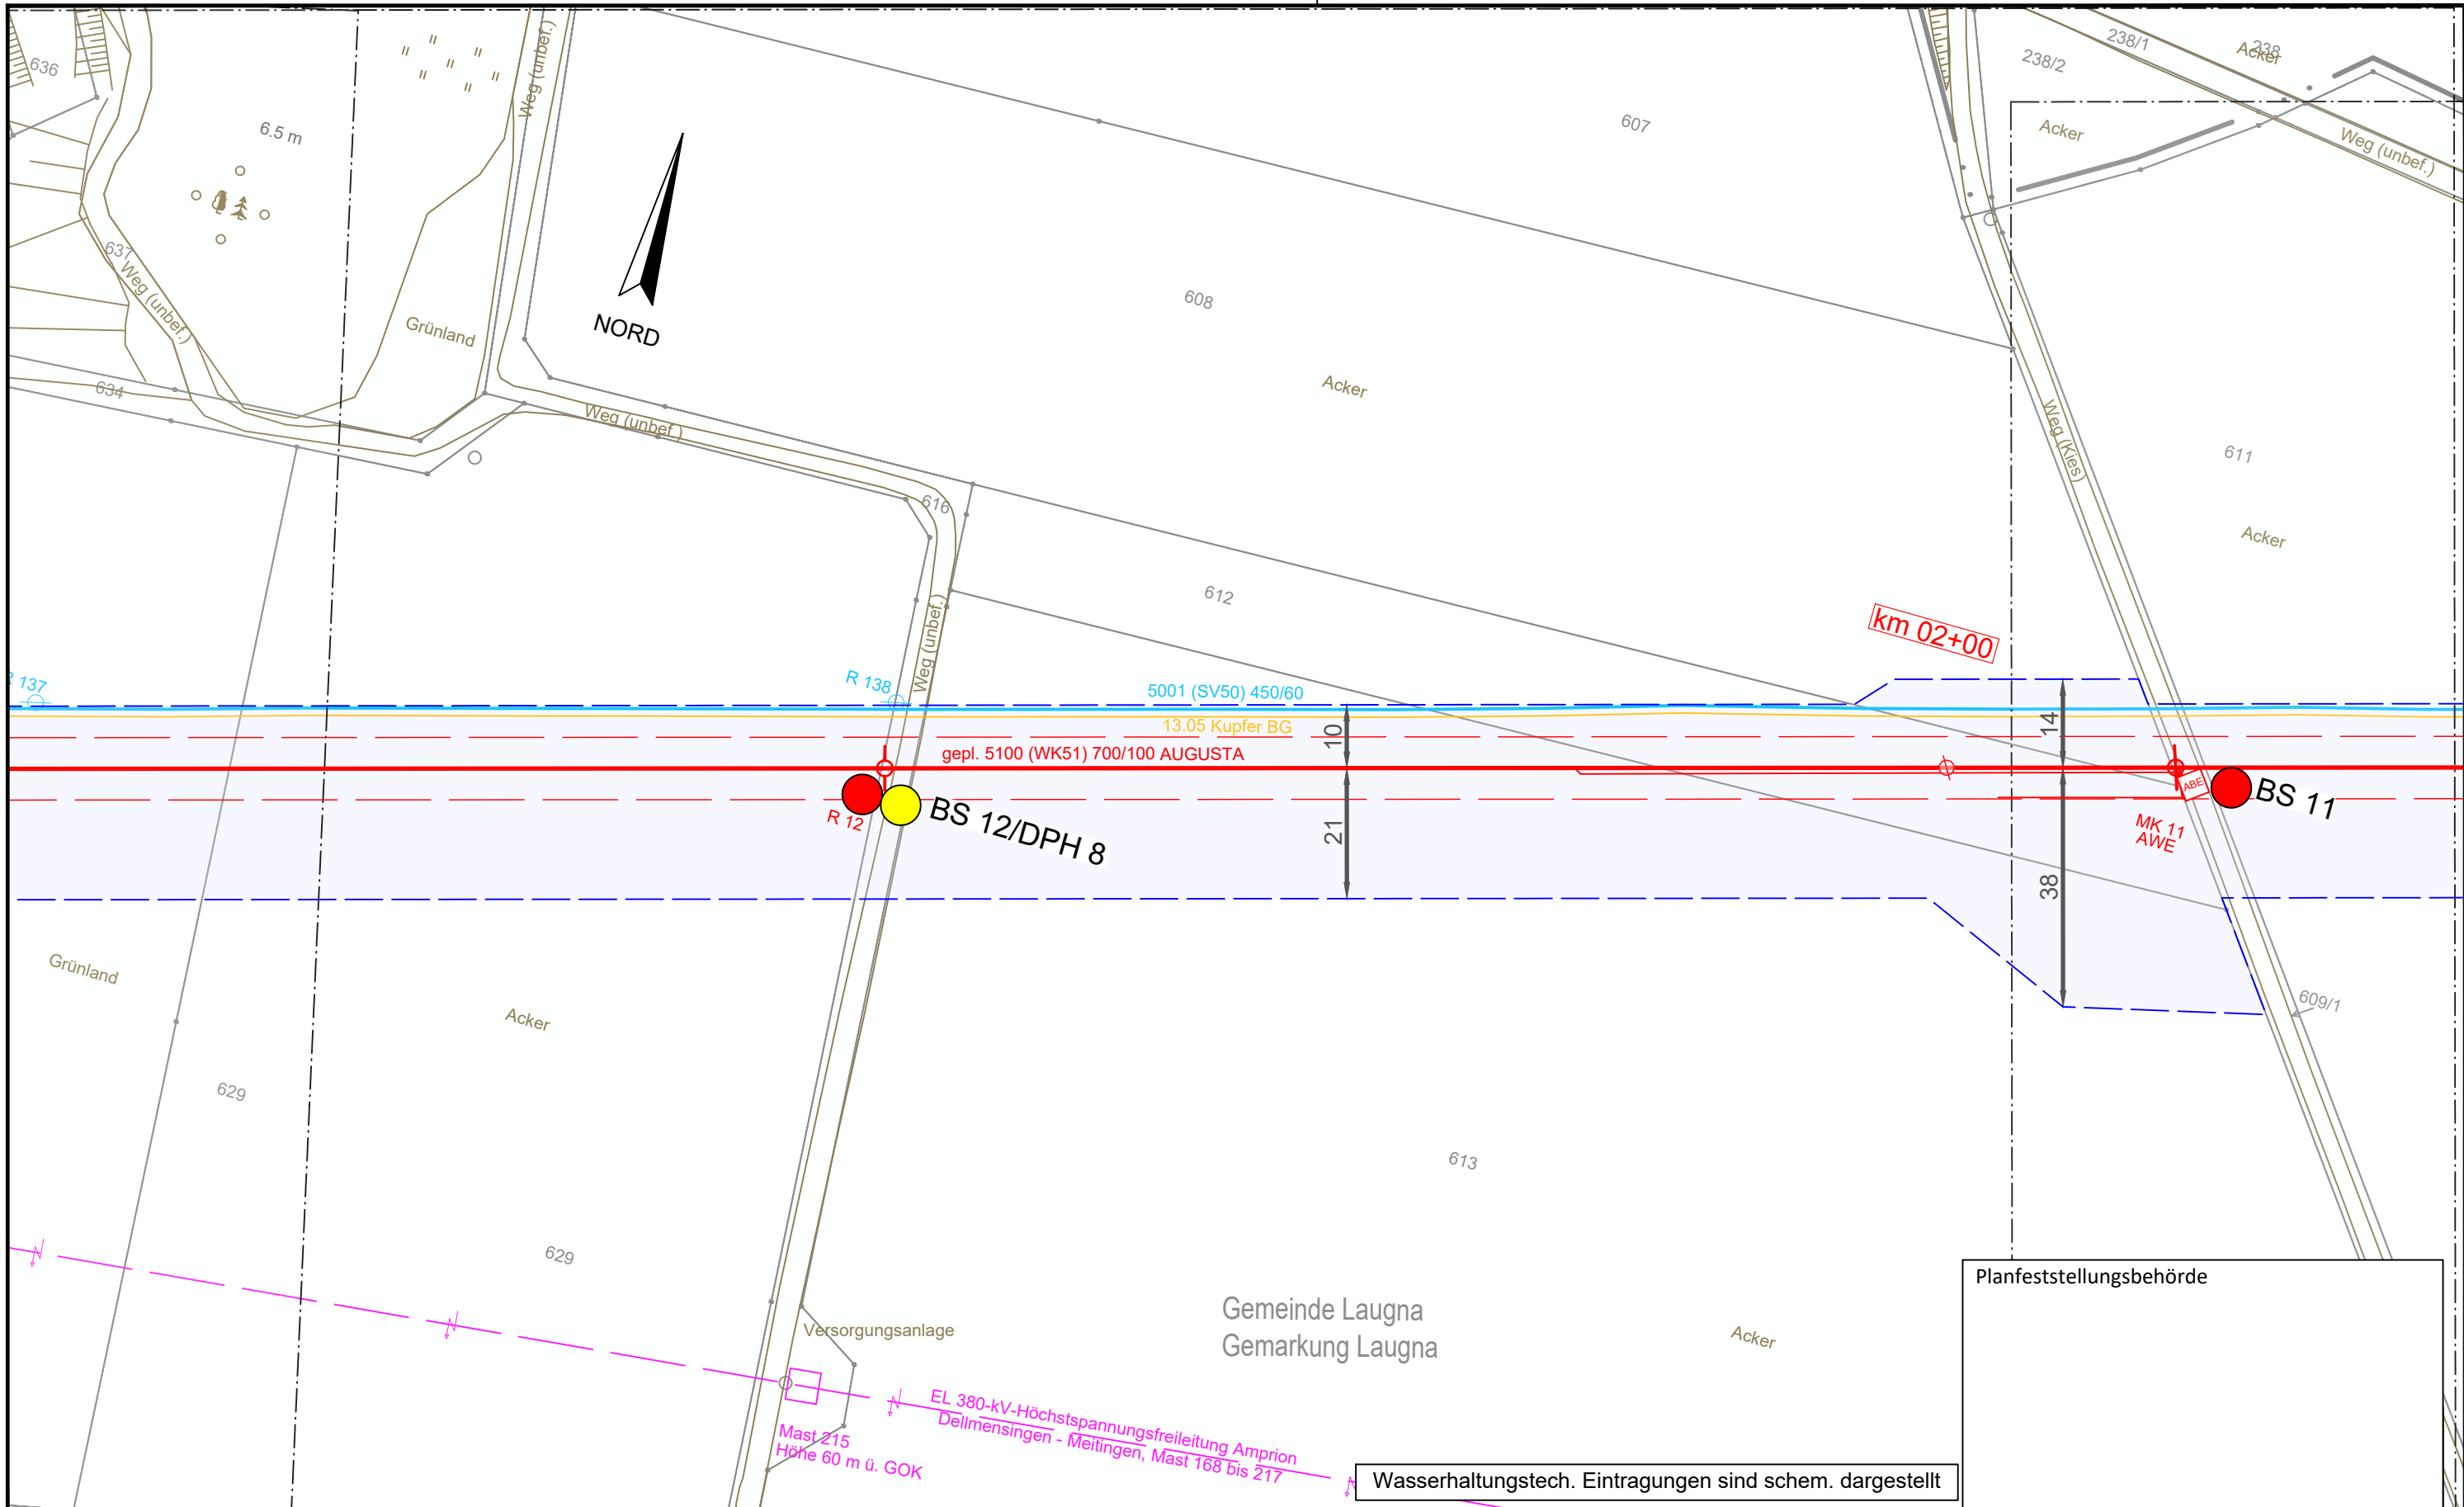 636
6.5 m
Weg (unbef.)
607
238/1
238/2
238
Acker
Acker
Weg (unbef.)
637
Weg (unbef.)
Grünland
NORD
608
Acker
634
Weg (unbef.)
Weg (Kies)
611
Acker
616
612
Weg (unbef.)
km 02+00
R 137
R 138
5001 (SV50) 450/60
13.05 Kupfer BG
10
14
gepl. 5100 (WK51) 700/100 AUGUSTA
R 12
BS 12/DPH 8
21
ABE
BS 11
MK 11
AWE
38
Grünland
Acker
609/1
629
613
629
Planfeststellungsbehörde
Gemeinde Laugna
Gemarkung Laugna
Versorgungsanlage
Acker
Mast 215
Höhe 60 m ü. GOK
EL 380-kV-Höchstspannungsfreileitung Amprion
Dellmensingen - Meitingen, Mast 168 bis 217
Wasserhaltungstech. Eintragungen sind schem. dargestellt